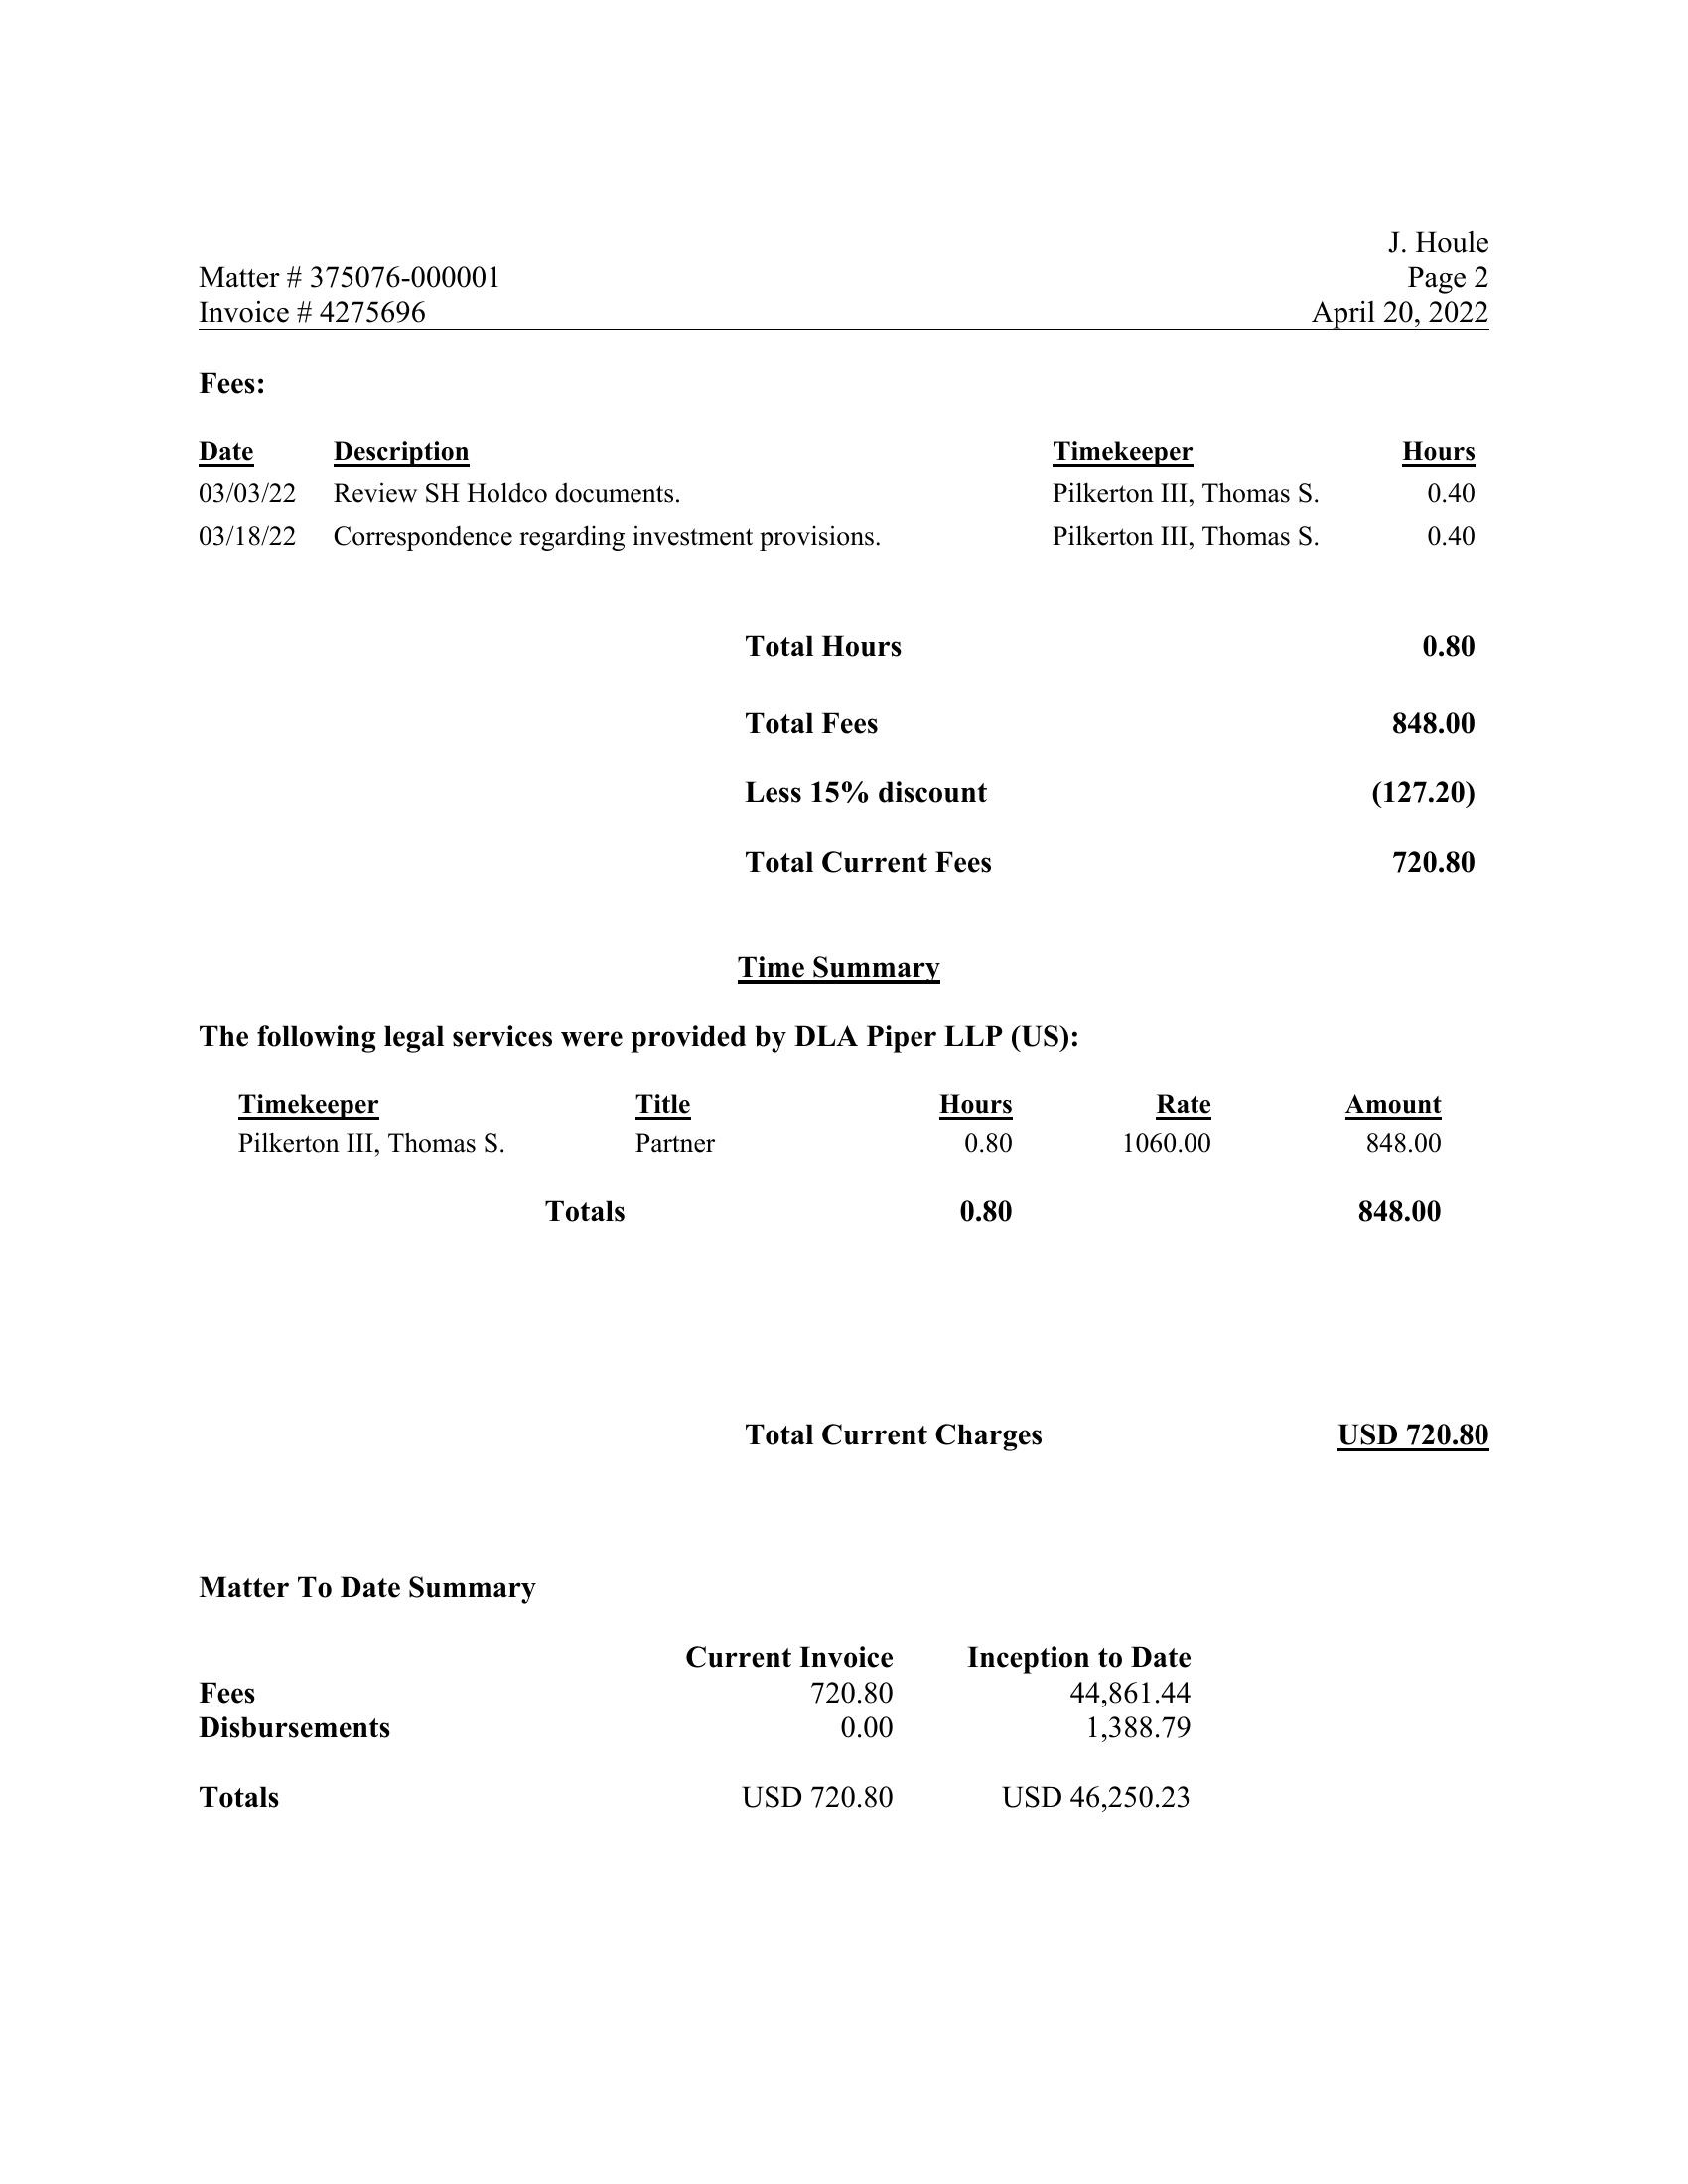 J. Houle
Matter # 375076-000001 Page 2
Invoice # 4275696 April 20, 2022
Fees:
Date Description Timekeeper Hours
03/03/22 Review SH Holdco documents. Pilkerton III, Thomas S. 0.40
03/18/22 Correspondence regarding investment provisions. Pilkerton III, Thomas S. 0.40
Total Hours 0.80
Total Fees 848.00
Less 15% discount (127.20)
Total Current Fees 720.80
Time Summary
The following legal services were provided by DLA Piper LLP (US):
Timekeeper Title Hours Rate Amount
Pilkerton III, Thomas S. Partner 0.80 1060.00 848.00
Totals 0.80 848.00
Total Current Charges USD 720.80
Matter To Date Summary
Current Invoice Inception to Date
Fees 720.80 44,861.44
Disbursements 0.00 1,388.79
Totals USD 720.80 USD 46,250.23